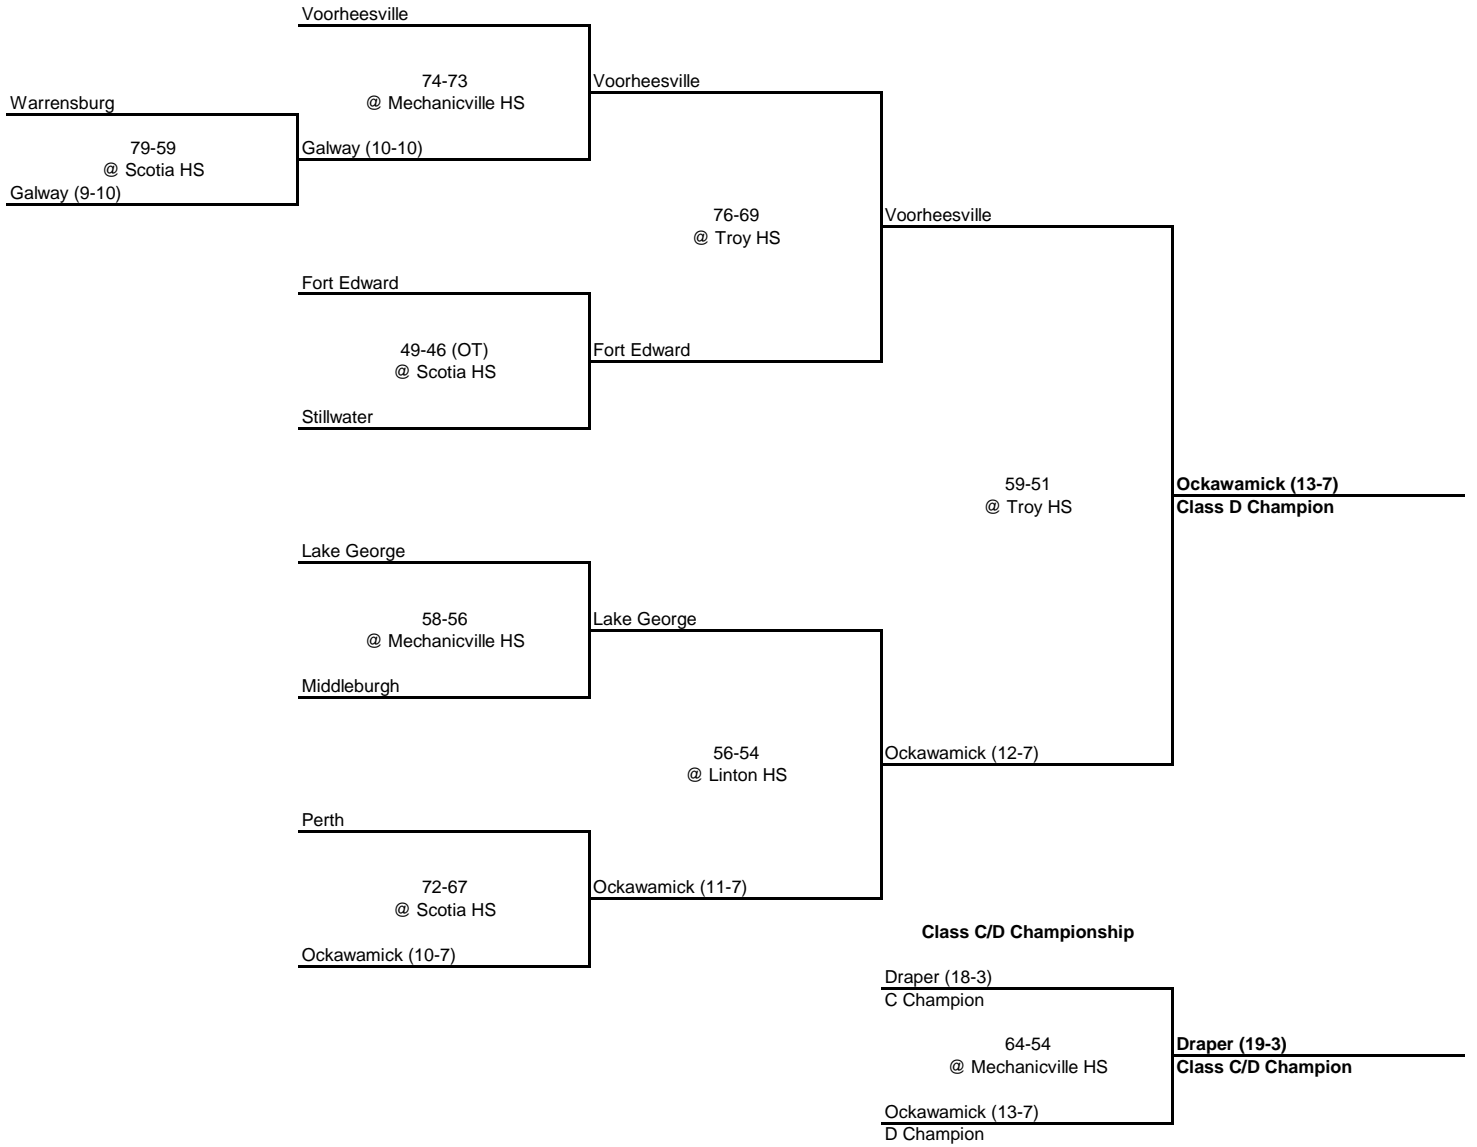 Voorheesville
74-73
@ Mechanicville HS
Voorheesville
Warrensburg
79-59
@ Scotia HS
Galway (10-10)
Galway (9-10)
76-69
@ Troy HS
Voorheesville
Fort Edward
49-46 (OT)
@ Scotia HS
Fort Edward
Stillwater
59-51
@ Troy HS
Ockawamick (13-7)
Class D Champion
Lake George
58-56
@ Mechanicville HS
Lake George
Middleburgh
56-54
@ Linton HS
Ockawamick (12-7)
Perth
72-67
@ Scotia HS
Ockawamick (11-7)
Ockawamick (10-7)
Class C/D Championship
Draper (18-3)
C Champion
64-54
@ Mechanicville HS
Draper (19-3)
Class C/D Champion
Ockawamick (13-7)
D Champion